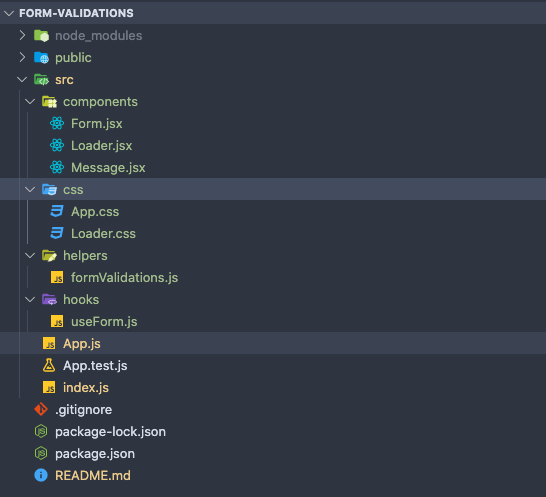 FORM-VALIDATIONS
node_modules
public
src
components
Form.jsx
Loader.jsx
Message.jsx
css
App.css
Loader.css
helpers
formValidations.js
hooks
useForm.js
App.js
App.test.js
index.js
.gitignore
package-lock.json
package.json
README.md